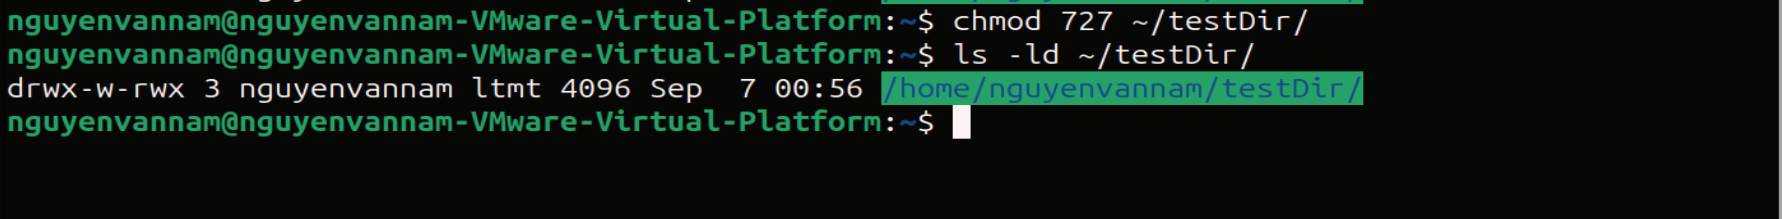 nguyenvannam@nguyenvannam-VMware-Virtual-Platform:~$ chmod 727 ~/testDir/
nguyenvannam@nguyenvannam-VMware-Virtual-Platform:~$ ls -ld ~/testDir/
drwx-w-rwx 3 nguyenvannam ltmt 4096 Sep  7 00:56 /home/nguyenvannam/testDir/
nguyenvannam@nguyenvannam-VMware-Virtual-Platform:~$